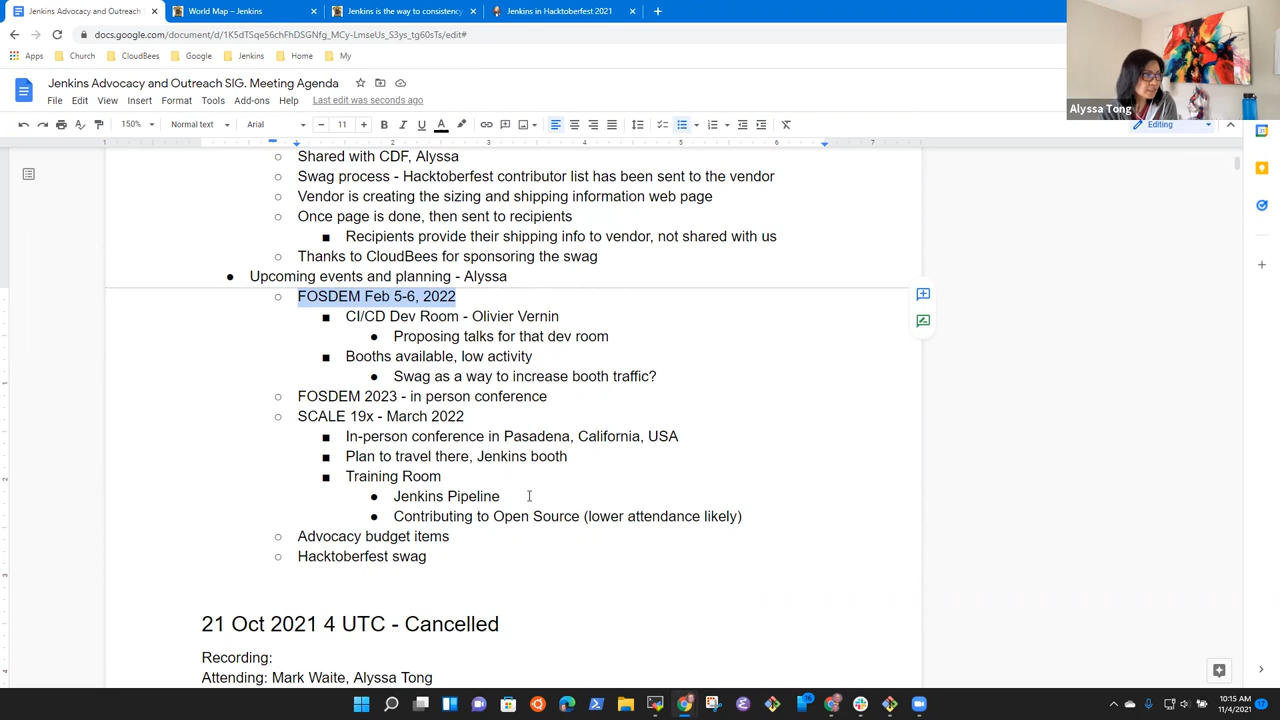 Jenkins Advocacy and Outreach S
World Map – Jenkins
Jenkins is the way to consistency
Jenkins in Hacktoberfest 2021
docs.google.com/document/d/1K5dTSqe56chFhDSGNfg_MCy-LmseUs_S3ys_tg60sTs/edit#
Apps
Church
CloudBees
Google
Jenkins
Home
My
Jenkins Advocacy and Outreach SIG. Meeting Agenda
File Edit View Insert Format Tools Add-ons Help Last edit was seconds ago
Alyssa Tong
150% Normal text Arial 11 Editing
1 1 2 3 4 5 6 7
Shared with CDF, Alyssa
Swag process - Hacktoberfest contributor list has been sent to the vendor
Vendor is creating the sizing and shipping information web page
Once page is done, then sent to recipients
Recipients provide their shipping info to vendor, not shared with us
Thanks to CloudBees for sponsoring the swag
Upcoming events and planning - Alyssa
FOSDEM Feb 5-6, 2022
CI/CD Dev Room - Olivier Vernin
Proposing talks for that dev room
Booths available, low activity
Swag as a way to increase booth traffic?
FOSDEM 2023 - in person conference
SCALE 19x - March 2022
In-person conference in Pasadena, California, USA
Plan to travel there, Jenkins booth
Training Room
Jenkins Pipeline
Contributing to Open Source (lower attendance likely)
Advocacy budget items
Hacktoberfest swag
21 Oct 2021 4 UTC - Cancelled
Recording:
Attending: Mark Waite, Alyssa Tong
10:15 AM
11/4/2021